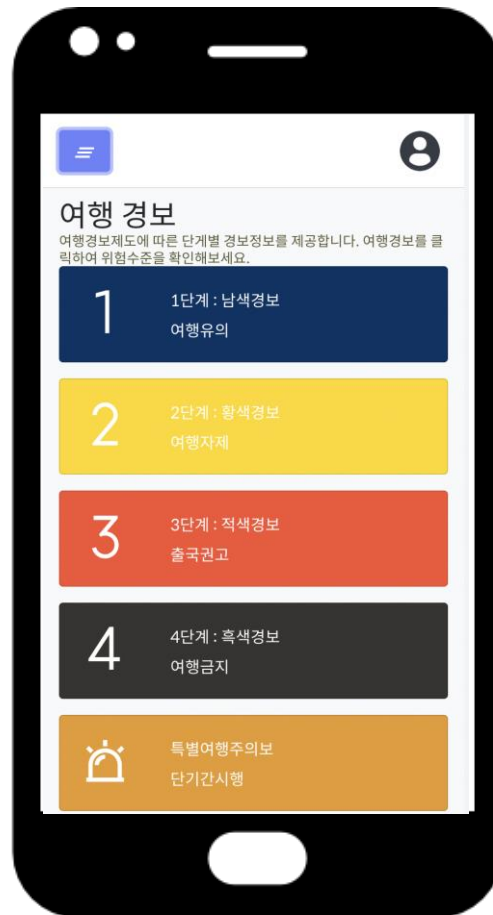 여행 경보
여행경보제도에 따른 단게별 경보정보를 제공합니다. 여행경보를 클
릭하여 위험수준을 확인해보세요.
1
1단계 : 남색경보
여행유의
2
2단계 : 황색경보
여행자제
3
3단계 : 적색경보
출국권고
4
4단계 : 흑색경보
여행금지
특별여행주의보
단기간시행